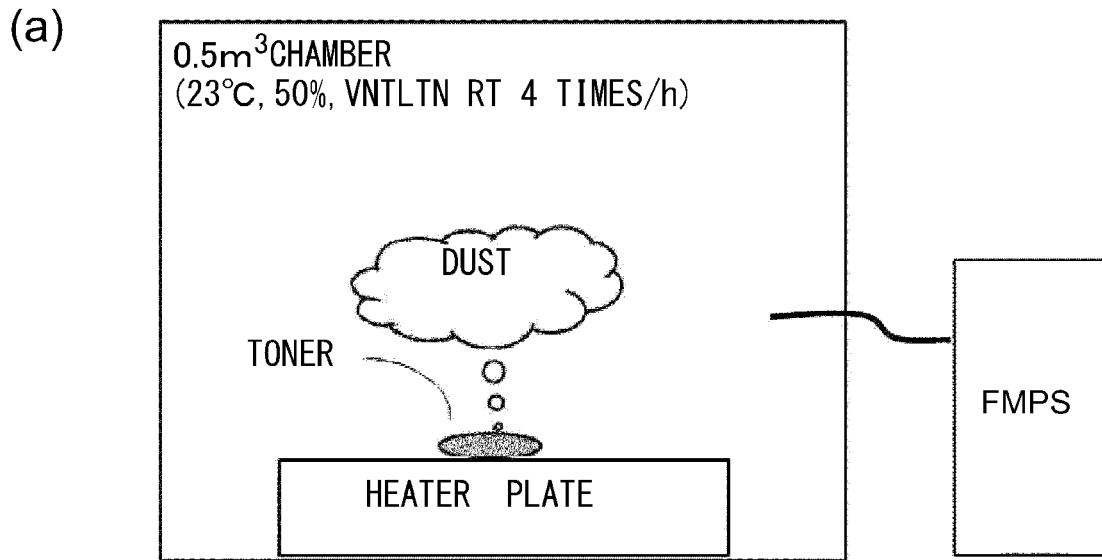 (a)
0.5m³CHAMBER
(23℃, 50%, VNTLTN RT 4 TIMES/h)
DUST
TONER
FMPS
HEATER PLATE